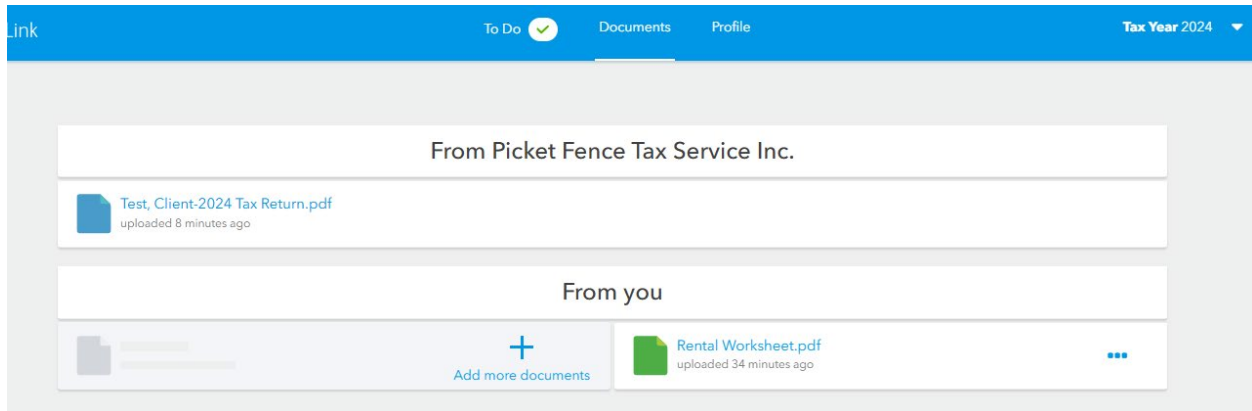 Link
To Do
Documents
Profile
Tax Year 2024
From Picket Fence Tax Service Inc.
Test, Client-2024 Tax Return.pdf
uploaded 8 minutes ago
From you
Add more documents
Rental Worksheet.pdf
uploaded 34 minutes ago